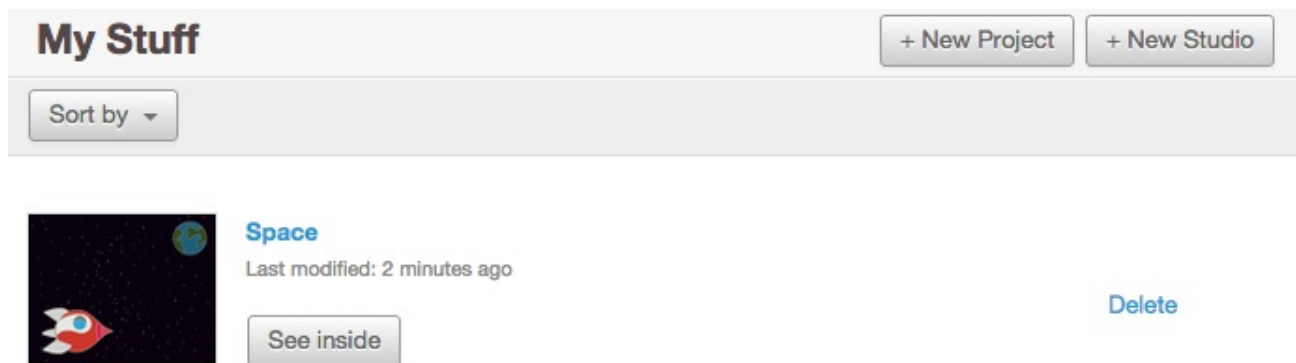 My Stuff
+ New Project
+ New Studio
Sort by
Space
Last modified: 2 minutes ago
Delete
See inside